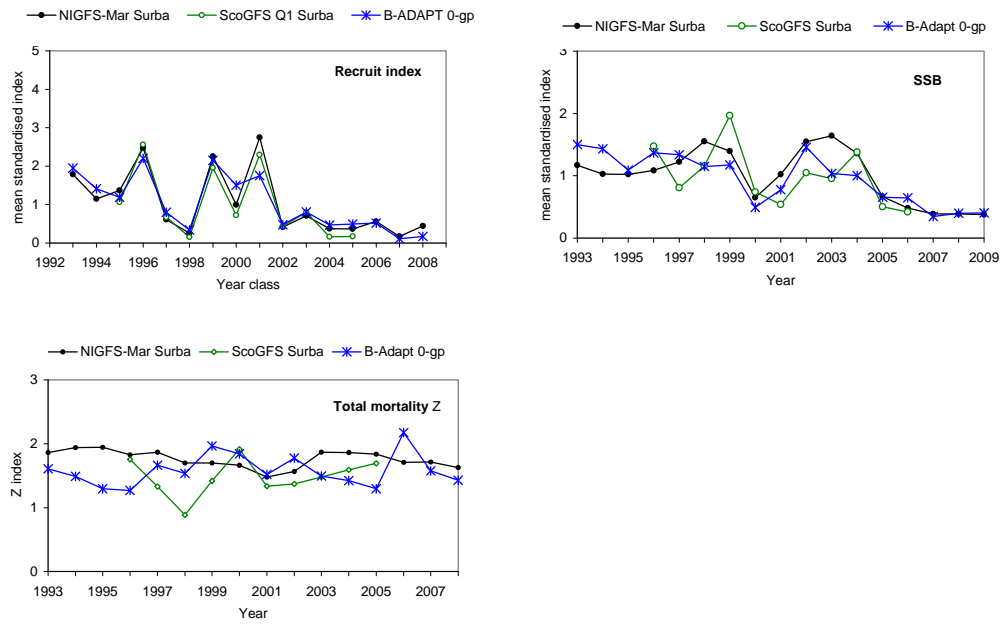 NIGFS-Mar Surba ScoGFS Q1 Surba B-ADAPT 0-gp
Recruit index
mean standardised index
5
4
3
2
1
0
1992 1994 1996 1998 2000 2002 2004 2006 2008
Year class
NIGFS-Mar Surba ScoGFS Surba B-Adapt 0-gp
SSB
mean standardised index
3
2
1
0
1993 1995 1997 1999 2001 2003 2005 2007 2009
Year
NIGFS-Mar Surba ScoGFS Surba B-Adapt 0-gp
Total mortality Z
Z index
3
2
1
0
1993 1995 1997 1999 2001 2003 2005 2007
Year